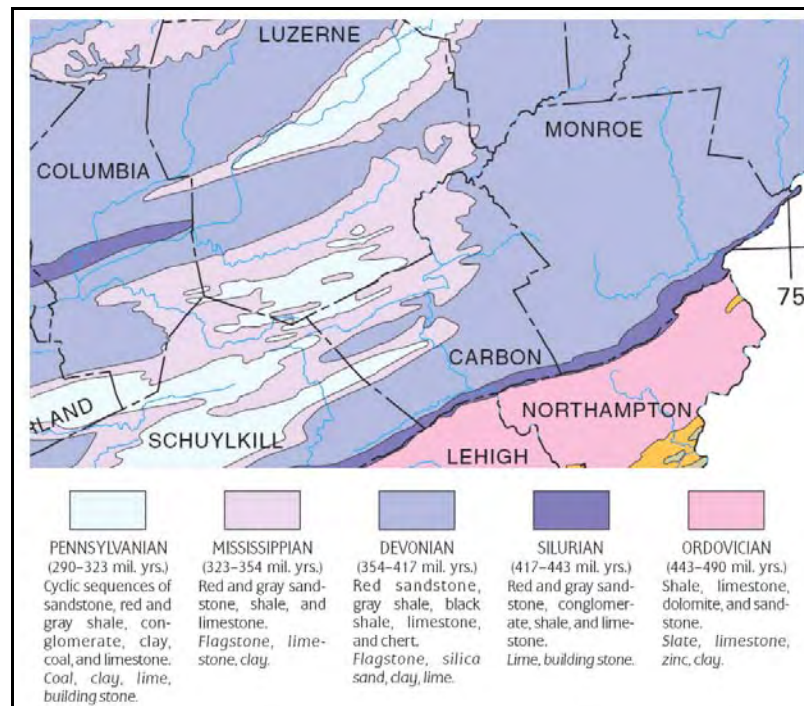 LUZERNE
MONROE
COLUMBIA
75
CARBON
NORTHAMPTON
SCHUYLKILL
LEHIGH
PENNSYLVANIAN
(290–323 mil. yrs.)
Cyclic sequences of
sandstone, red and
gray shale, con-
glomerate, clay,
coal, and limestone.
Coal, clay, lime,
building stone.
MISSISSIPPIAN
(323–354 mil. yrs.)
Red and gray sand-
stone, shale, and
limestone.
Flagstone, lime-
stone, clay.
DEVONIAN
(354–417 mil. yrs.)
Red sandstone,
gray shale, black
shale, limestone,
and chert.
Flagstone, silica
sand, clay, lime.
SILURIAN
(417–443 mil. yrs.)
Red and gray sand-
stone, conglomer-
ate, shale, and lime-
stone.
Lime, building stone.
ORDOVICIAN
(443–490 mil. yrs.)
Shale, limestone,
dolomite, and sand-
stone.
Slate, limestone,
zinc, clay.